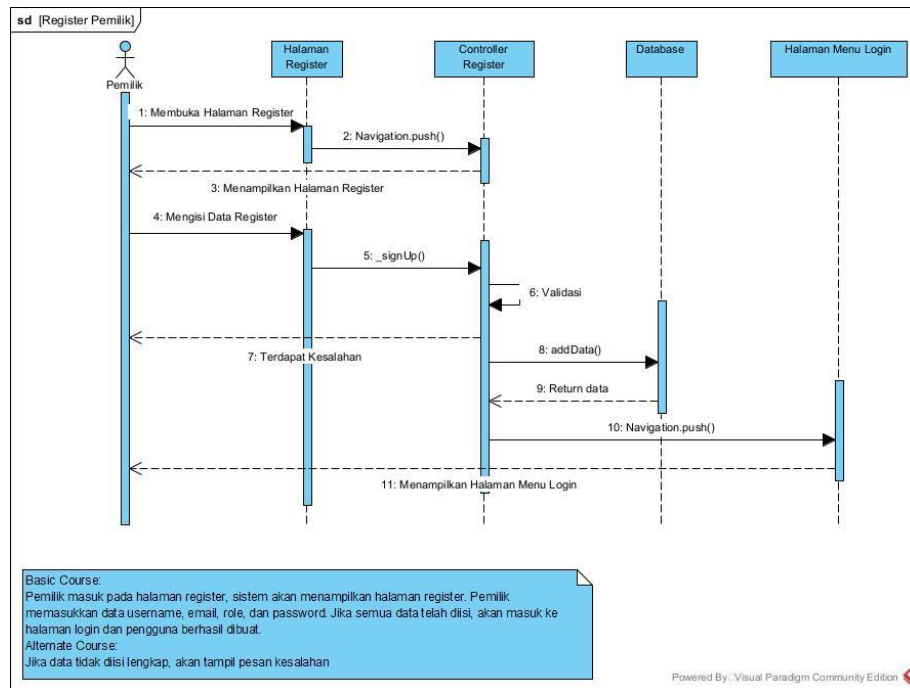 sd [Register Pemilik]
Pemilik
Halaman
Register
Controller
Register
Database
Halaman Menu Login
1: Membuka Halaman Register
2: Navigation.push()
3: Menampilkan Halaman Register
4: Mengisi Data Register
5: _signUp()
6: Validasi
7: Terdapat Kesalahan
8: addData()
9: Return data
10: Navigation.push()
11: Menampilkan Halaman Menu Login
Basic Course:
Pemilik masuk pada halaman register, sistem akan menampilkan halaman register. Pemilik
memasukkan data username, email, role, dan password. Jika semua data telah diisi, akan masuk ke
halaman login dan pengguna berhasil dibuat.
Alternate Course:
Jika data tidak diisi lengkap, akan tampil pesan kesalahan
Powered By Visual Paradigm Community Edition